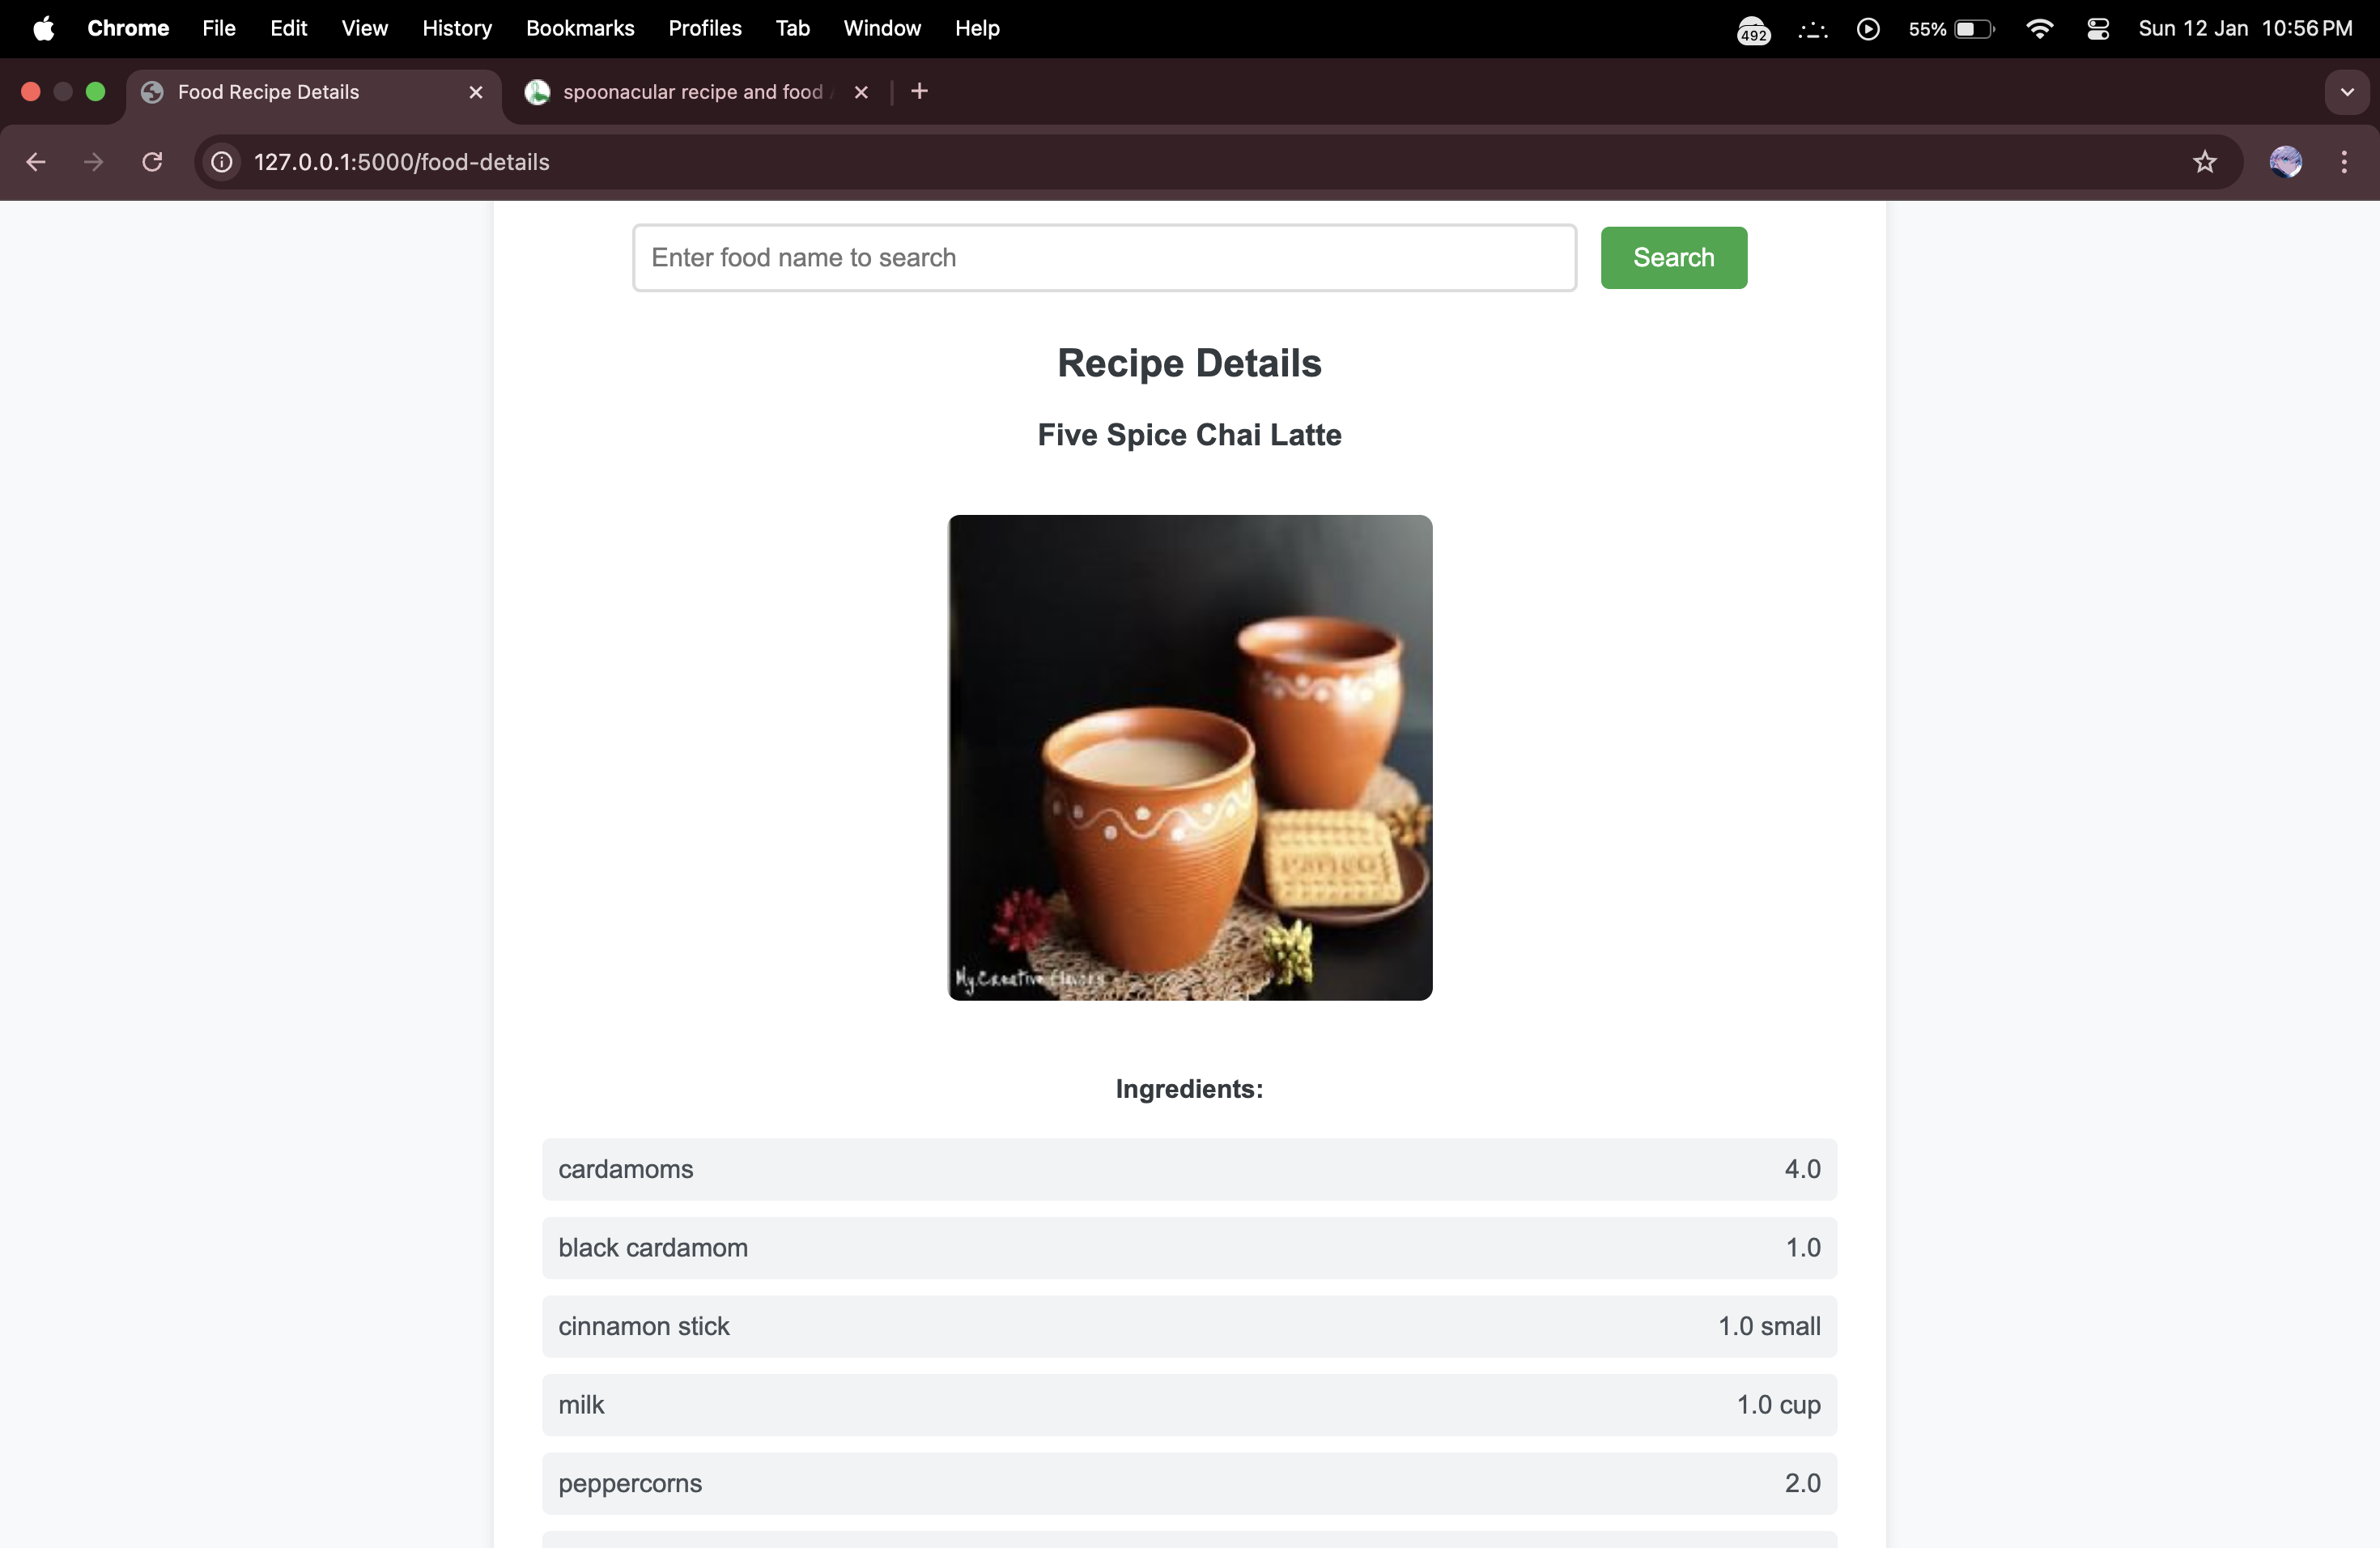 Chrome File Edit View History Bookmarks Profiles Tab Window Help 492 55% Sun 12 Jan 10:56 PM
Food Recipe Details spoonacular recipe and food
127.0.0.1:5000/food-details
Enter food name to search Search
Recipe Details
Five Spice Chai Latte
My Creative Flavors
Ingredients:
cardamoms 4.0
black cardamom 1.0
cinnamon stick 1.0 small
milk 1.0 cup
peppercorns 2.0